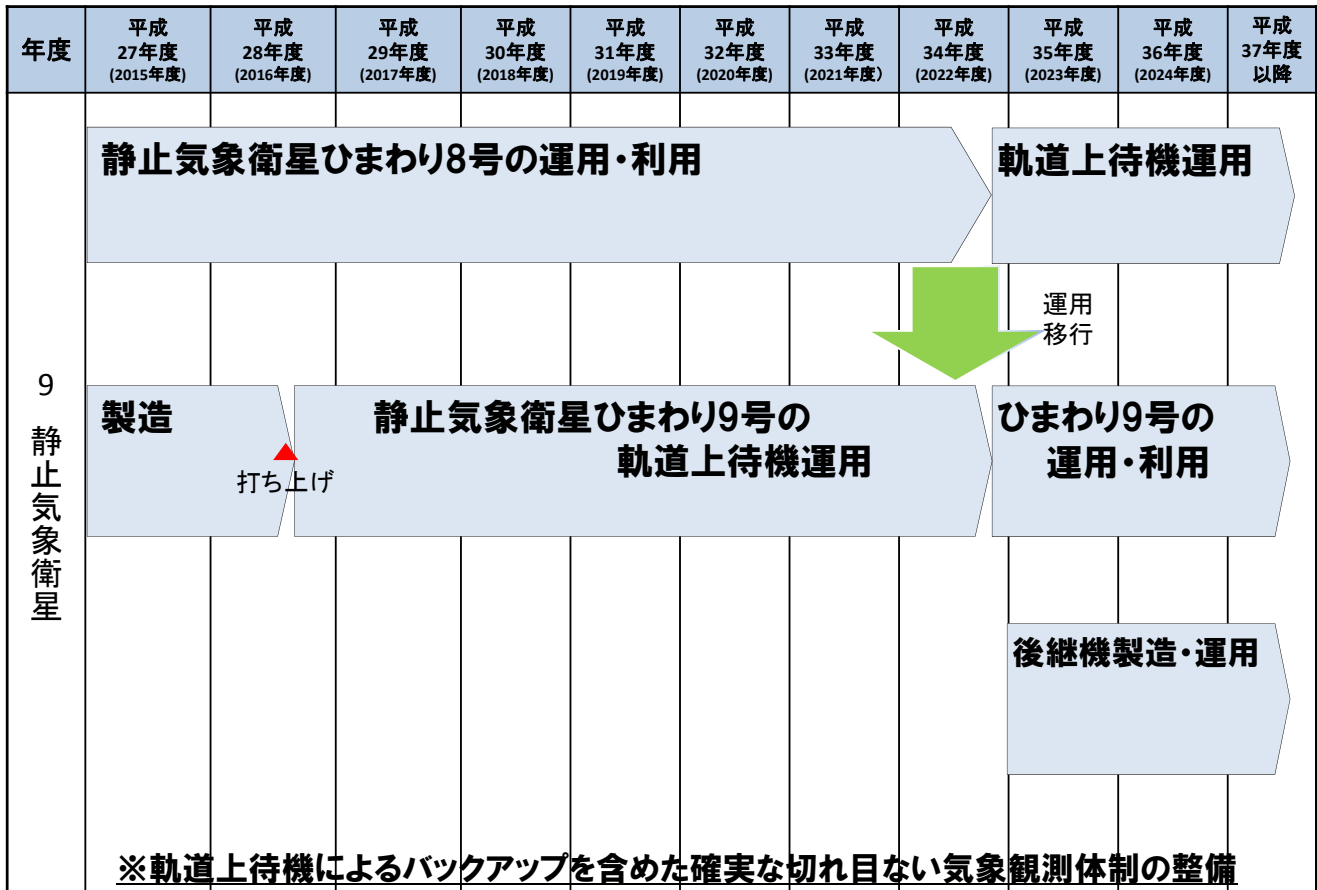 年度
平成
27年度
(2015年度)
平成
28年度
(2016年度)
平成
29年度
(2017年度)
平成
30年度
(2018年度)
平成
31年度
(2019年度)
平成
32年度
(2020年度)
平成
33年度
(2021年度）
平成
34年度
(2022年度)
平成
35年度
(2023年度)
平成
36年度
(2024年度)
平成
37年度
以降
9 静止気象衛星
静止気象衛星ひまわり8号の運用・利用
軌道上待機運用
運用
移行
製造
打ち上げ
静止気象衛星ひまわり9号の
軌道上待機運用
ひまわり9号の
運用・利用
後継機製造・運用
※軌道上待機によるバックアップを含めた確実な切れ目ない気象観測体制の整備